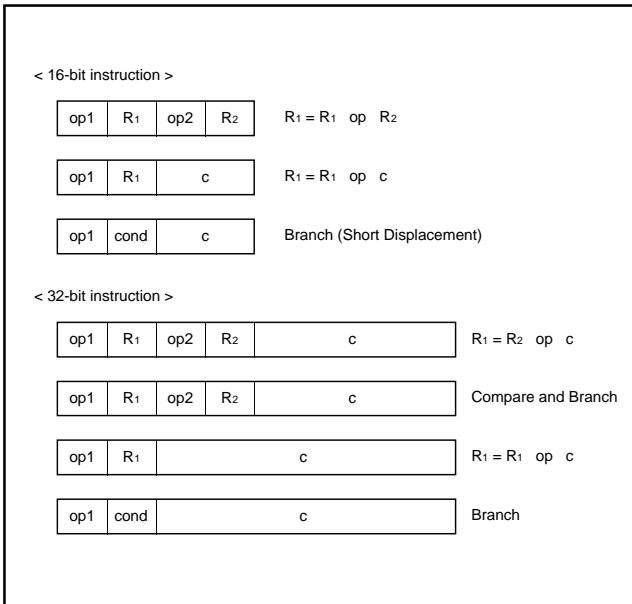 < 16-bit instruction >
op1 R1 op2 R2 R1 = R1 op R2
op1 R1 c R1 = R1 op c
op1 cond c Branch (Short Displacement)
< 32-bit instruction >
op1 R1 op2 R2 c R1 = R2 op c
op1 R1 op2 R2 c Compare and Branch
op1 R1 c R1 = R1 op c
op1 cond c Branch